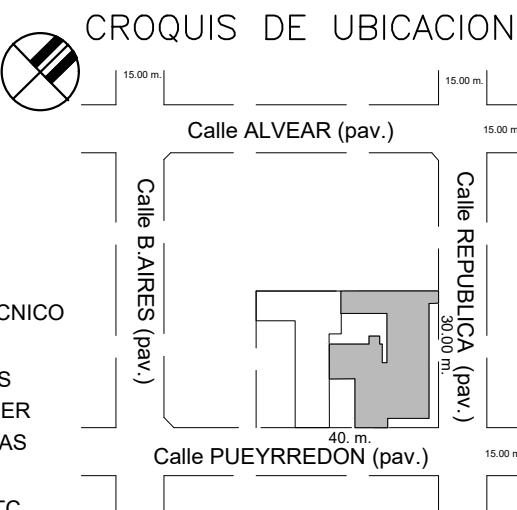 CROQUIS DE UBICACION
15.00 m.
15.00 m.
Calle ALVEAR (pav.)
15.00 m
Calle B.AIRES (pav.)
Calle REPUBLICA (pav.)
30.00 m.
CNICO
S
ER
AS
TC
40. m.
Calle PUEYRREDON (pav.)
15.00 m